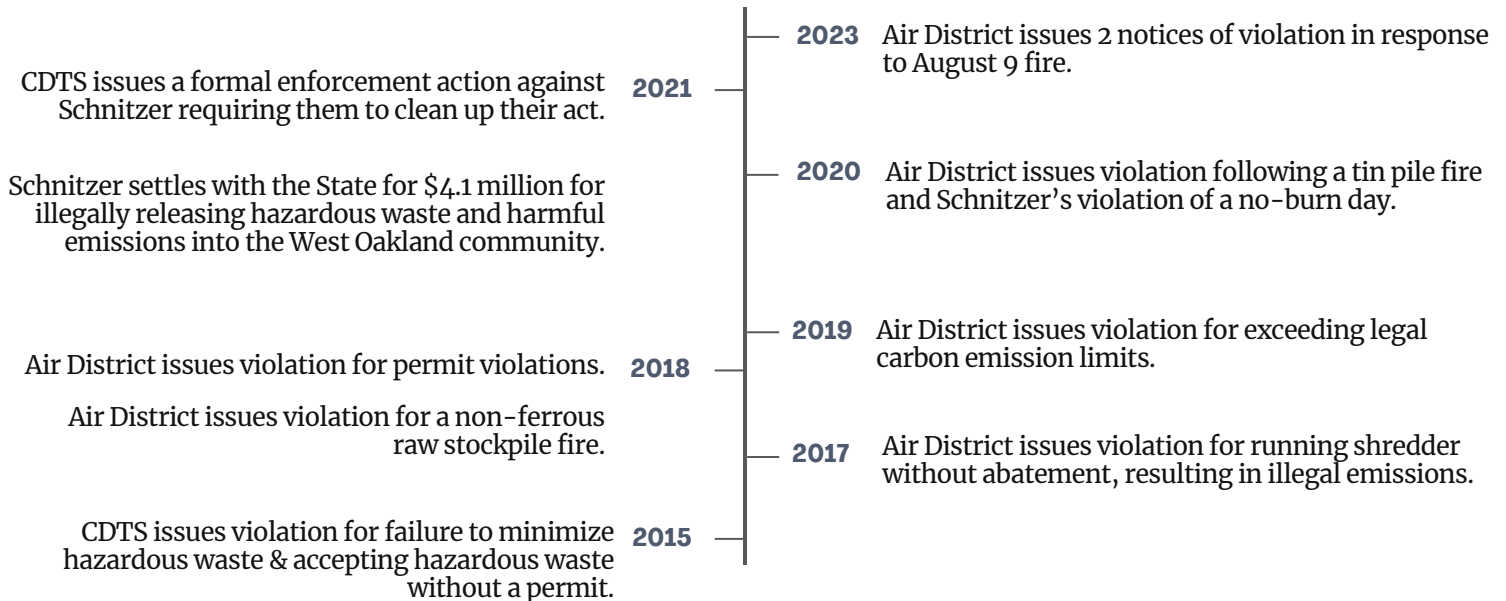 2023 Air District issues 2 notices of violation in response
to August 9 fire.
CDTS issues a formal enforcement action against
Schnitzer requiring them to clean up their act.
2021
Schnitzer settles with the State for $4.1 million for
illegally releasing hazardous waste and harmful
emissions into the West Oakland community.
2020 Air District issues violation following a tin pile fire
and Schnitzer’s violation of a no-burn day.
2019 Air District issues violation for exceeding legal
carbon emission limits.
Air District issues violation for permit violations. 2018
Air District issues violation for a non-ferrous
raw stockpile fire.
2017 Air District issues violation for running shredder
without abatement, resulting in illegal emissions.
CDTS issues violation for failure to minimize 2015
hazardous waste & accepting hazardous waste
without a permit.